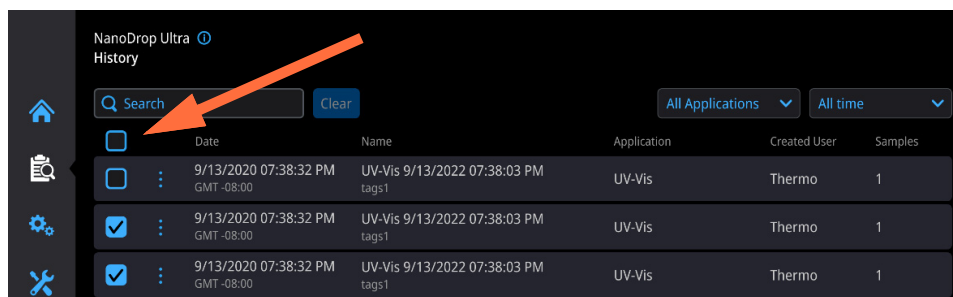 NanoDrop Ultra
History
Search Clear All Applications All time
Date Name Application Created User Samples
9/13/2020 07:38:32 PM UV-Vis 9/13/2022 07:38:03 PM UV-Vis Thermo 1
GMT -08:00 tags1
9/13/2020 07:38:32 PM UV-Vis 9/13/2022 07:38:03 PM UV-Vis Thermo 1
GMT -08:00 tags1
9/13/2020 07:38:32 PM UV-Vis 9/13/2022 07:38:03 PM UV-Vis Thermo 1
GMT -08:00 tags1